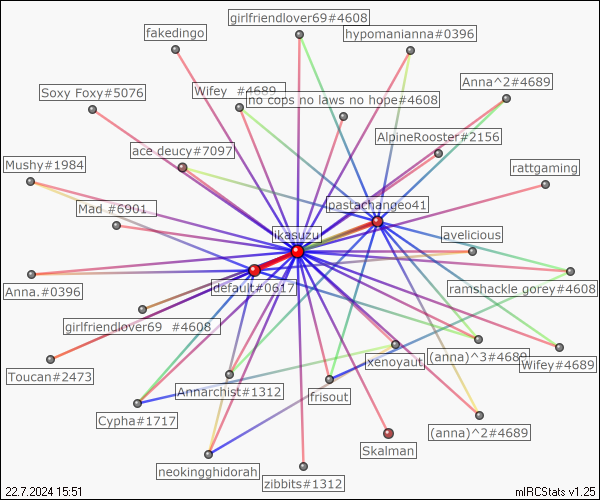 girlfriendlover69#4608
fakedingo
hypomanianna#0396
Anna^2#4689
Soxy Foxy#5076
Wifey #4689
no cops no laws no hope#4608
AlpineRooster#2156
ace deucy#7097
Mushy#1984
rattgaming
pastachangeo41
Mad #6901
ikasuzu
avelicious
default#0617
ramshackle gorey#4608
Anna.#0396
girlfriendlover69 #4608
(anna)^3#4689
xenoyaut
Wifey#4689
Toucan#2473
Annarchist#1312
frisout
Cypha#1717
(anna)^2#4689
Skalman
neokingghidorah
zibbits#1312
22.7.2024 15:51
mIRCStats v1.25